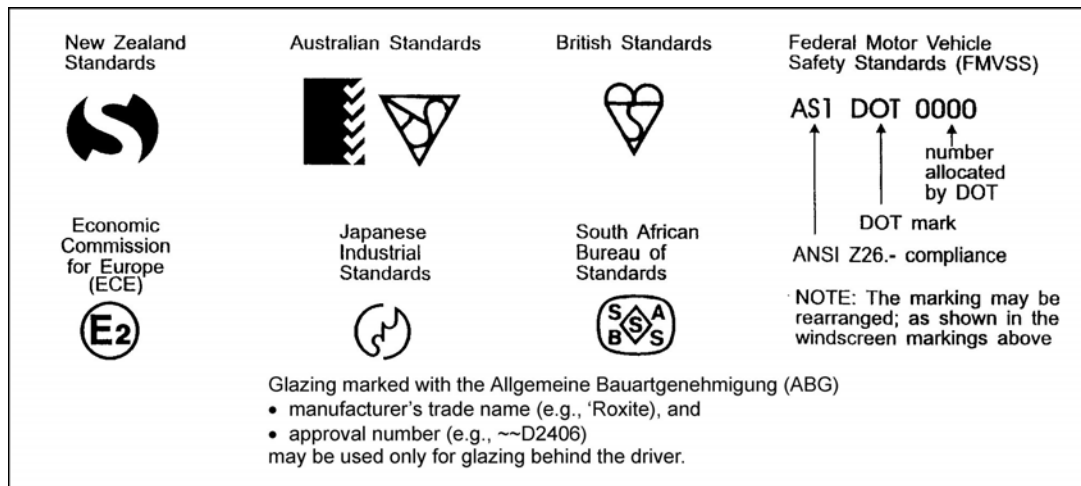 New Zealand
Standards
Australian Standards
British Standards
Federal Motor Vehicle
Safety Standards (FMVSS)
AS1 DOT 0000
number
allocated
by DOT
DOT mark
ANSI Z26.- compliance
NOTE: The marking may be
rearranged; as shown in the
windscreen markings above
Economic
Commission
for Europe
(ECE)
E2
Japanese
Industrial
Standards
South African
Bureau of
Standards
S A
S
B S
Glazing marked with the Allgemeine Bauartgenehmigung (ABG)
• manufacturer's trade name (e.g., 'Roxite), and
• approval number (e.g., ~~D2406)
may be used only for glazing behind the driver.